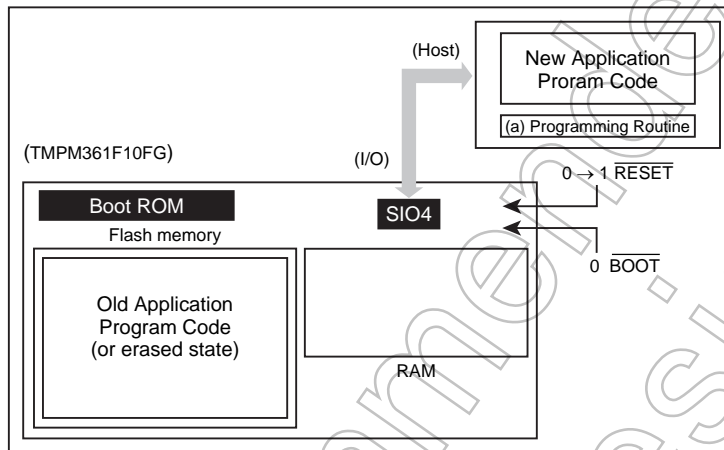 (Host)
New Application
Proram Code
(a) Programming Routine
(TMPM361F10FG)
(I/O)
0 → 1 RESET
Boot ROM
SIO4
Flash memory
0 BOOT
Old Application
Program Code
(or erased state)
RAM